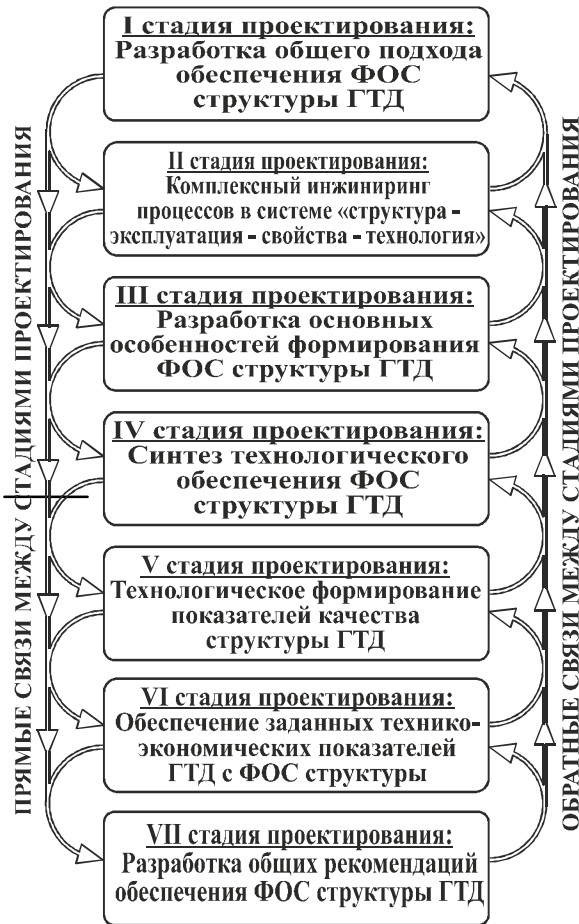 I стадия проектирования:
Разработка общего подхода
обеспечения ФОС
структуры ГТД
II стадия проектирования:
Комплексный инжиниринг
процессов в системе «структура -
эксплуатация - свойства - технология»
III стадия проектирования:
Разработка основных
особенностей формирования
ФОС структуры ГТД
IV стадия проектирования:
Синтез технологического
обеспечения ФОС
структуры ГТД
V стадия проектирования:
Технологическое формирование
показателей качества
структуры ГТД
VI стадия проектирования:
Обеспечение заданных технико-
экономических показателей
ГТД с ФОС структуры
VII стадия проектирования:
Разработка общих рекомендаций
обеспечения ФОС структуры ГТД
ПРЯМЫЕ СВЯЗИ МЕЖДУ СТАДИЯМИ ПРОЕКТИРОВАНИЯ
ОБРАТНЫЕ СВЯЗИ МЕЖДУ СТАДИЯМИ ПРОЕКТИРОВАНИЯ